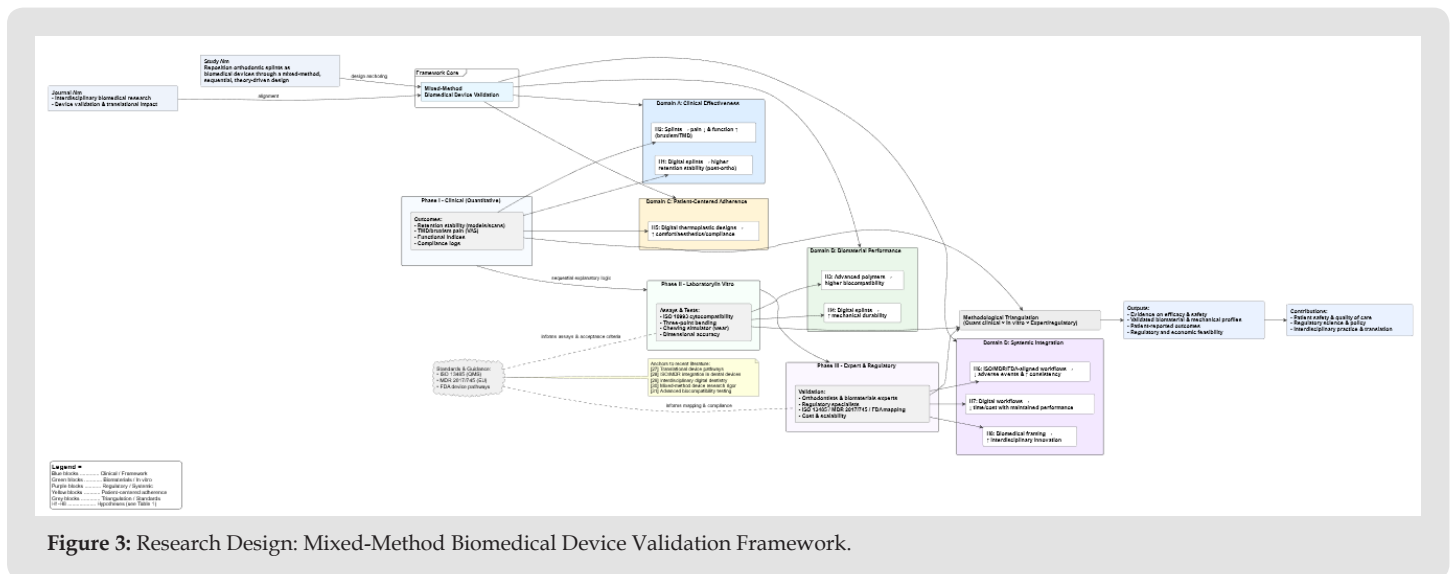 Study Aim
Reposition orthodontic splints as
biomedical devices through a mixed-method,
sequential, theory-driven design
Journal Aim
- Interdisciplinary biomedical research
- Device validation & translational impact
design anchoring
alignment
Framework Core
Mixed-Method
Biomedical Device Validation
Domain A: Clinical Effectiveness
Splints → pain ↓ & function ↑
(bruxism/TMD)
Digital splints → higher
retention stability (post-ortho)
Phase I - Clinical (Quantitative)
Outcomes:
- Retention stability (models/scans)
- TMD/bruxism pain (VAS)
- Functional indices
- Compliance logs
Domain C: Patient-Centered Adherence
H5: Digital thermoplastic designs →
↑ comfort/aesthetics/compliance
sequential explanatory logic
Domain B: Biomaterial Performance
Advanced polymers →
higher biocompatibility
Digital splints →
↑ mechanical durability
Phase II - Laboratory/In Vitro
Assays & Tests:
- ISO 10993 cytocompatibility
- Three-point bending
- Chewing simulator (wear)
- Dimensional accuracy
informs assays & acceptance criteria
Methodological Triangulation
(Quant clinical + In vitro + Expert/regulatory)
Outputs:
- Evidence on efficacy & safety
- Validated biomaterial & mechanical profiles
- Patient-reported outcomes
- Regulatory and economic feasibility
Contributions:
- Patient safety & quality of care
- Regulatory science & policy
- Interdisciplinary practice & translation
Standards & Guidance
• ISO 13485 (QMS)
• MDR 2017/745 (EU)
• FDA device pathways
Anchors to recent literature:
[27] Translational device pathways
[28] ISO/MDR integration in dental devices
[29] Interdisciplinary digital dentistry
[30] Mixed-method device research rigor
[31] Advanced biocompatibility testing
informs mapping & compliance
Phase III - Expert & Regulatory
Validation:
- Orthodontists & biomaterials experts
- Regulatory specialists
- ISO 13485 / MDR 2017/745 / FDA mapping
- Cost & scalability
Domain D: Systemic Integration
ISO/MDR/FDA-aligned workflows →
↓ adverse events & ↑ consistency
H7: Digital workflows →
↓ time/cost with maintained performance
Biomedical framing →
↑ interdisciplinary innovation
Legend =
Blue blocks ............ Clinical / Framework
Green blocks ............ Biomaterials / In vitro
Purple blocks ............ Regulatory / Systemic
Yellow blocks ............ Patient-centered adherence
Grey blocks ............ Triangulation / Standards
H1-H8 ............ Hypotheses (see Table 1)
Figure 3: Research Design: Mixed-Method Biomedical Device Validation Framework.